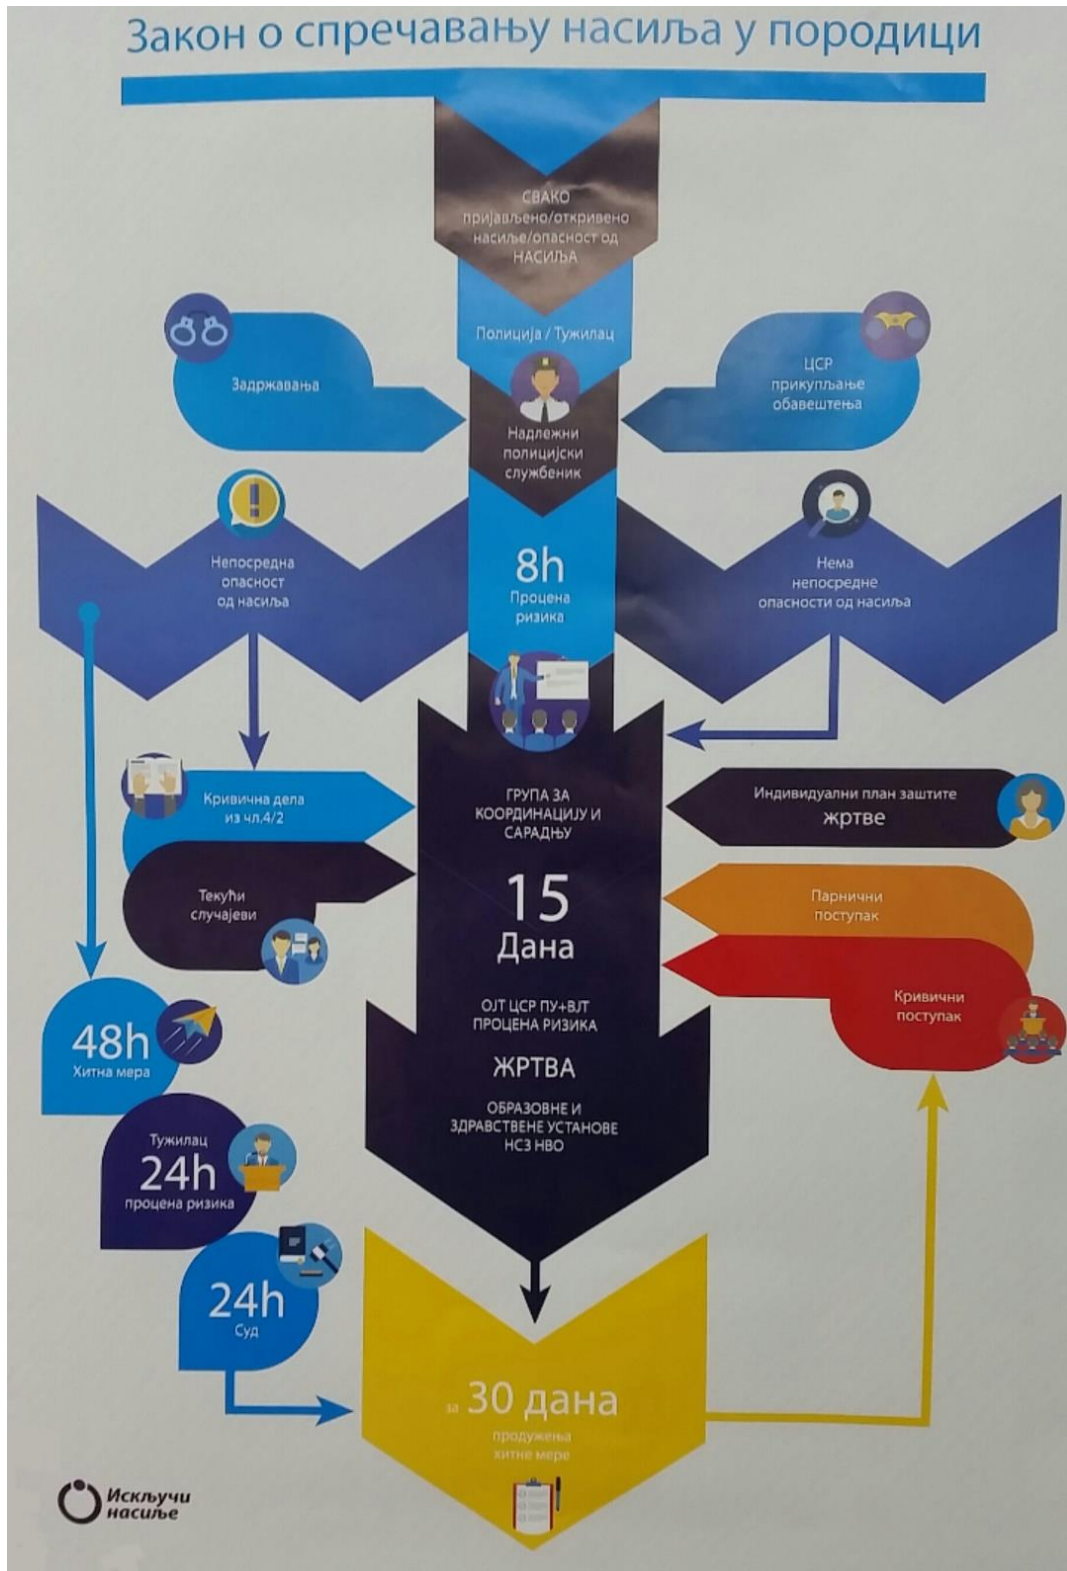 Закон о спречавању насиља у породици
СВАКО
пријављено/откривено
насиље/опасност од
НАСИЉА
Полиција / Тужилац
Задржавања
ЦСР
прикупљање
обавештења
Надлежни
полицијски
службеник
Непосредна
опасност
од насиља
8h
Процена
ризика
Нема
непосредне
опасности од насиља
Кривична дела
из чл.4/2
ГРУПА ЗА
КООРДИНАЦИЈУ И
САРАДЊУ
Индивидуални план заштите
жртве
Текући
случајеви
15
Дана
Парнични
поступак
ОЈТ ЦСР ПУ+ВЈТ
ПРОЦЕНА РИЗИКА
Кривични
поступак
ЖРТВА
48h
Хитна мера
ОБРАЗОВНЕ И
ЗДРАВСТВЕНЕ УСТАНОВЕ
НСЗ НВО
Тужилац
24h
процена ризика
24h
Суд
за 30 дана
продужења
хитне мере
Искључи
насиље